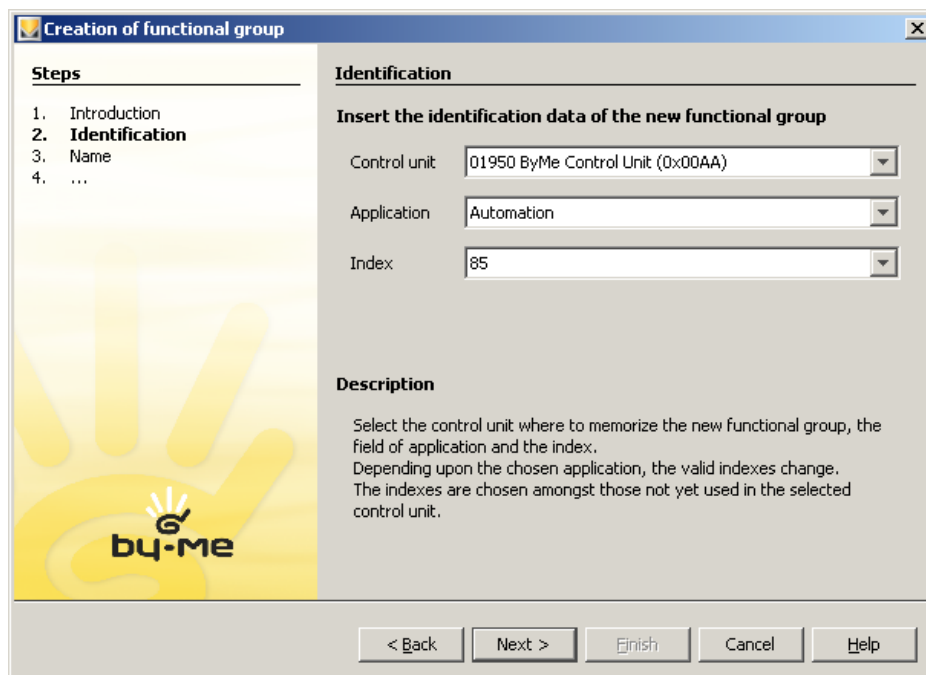 Creation of functional group
Steps
1. Introduction
2. Identification
3. Name
4. ...
by-me
Identification
Insert the identification data of the new functional group
Control unit 01950 ByMe Control Unit (0x00AA)
Application Automation
Index 85
Description
Select the control unit where to memorize the new functional group, the
field of application and the index.
Depending upon the chosen application, the valid indexes change.
The indexes are chosen amongst those not yet used in the selected
control unit.
< Back Next > Finish Cancel Help